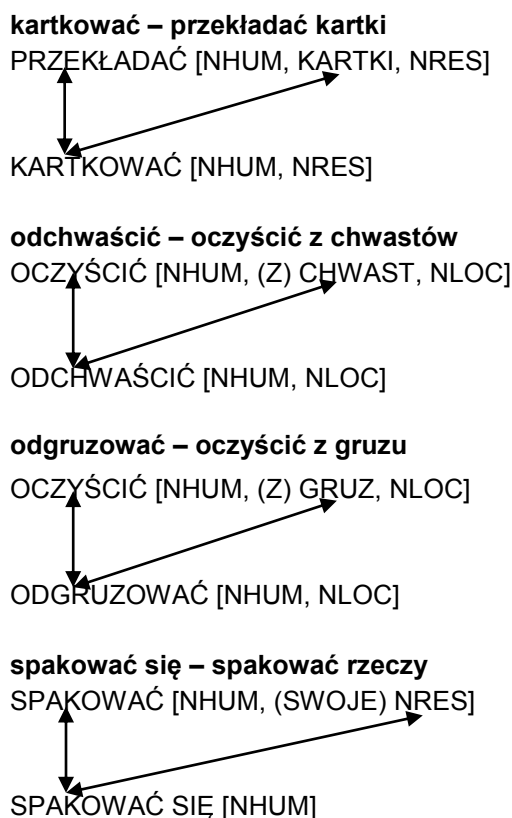 kartkować – przekładać kartki
PRZEKŁADAĆ [NHUM, KARTKI, NRES]
KARTKOWAĆ [NHUM, NRES]
odchwaścić – oczyścić z chwastów
OCZYŚCIĆ [NHUM, (Z) CHWAST, NLOC]
ODCHWAŚCIĆ [NHUM, NLOC]
odgruzować – oczyścić z gruzu
OCZYŚCIĆ [NHUM, (Z) GRUZ, NLOC]
ODGRUZOWAĆ [NHUM, NLOC]
spakować się – spakować rzeczy
SPAKOWAĆ [NHUM, (SWOJE) NRES]
SPAKOWAĆ SIĘ [NHUM]